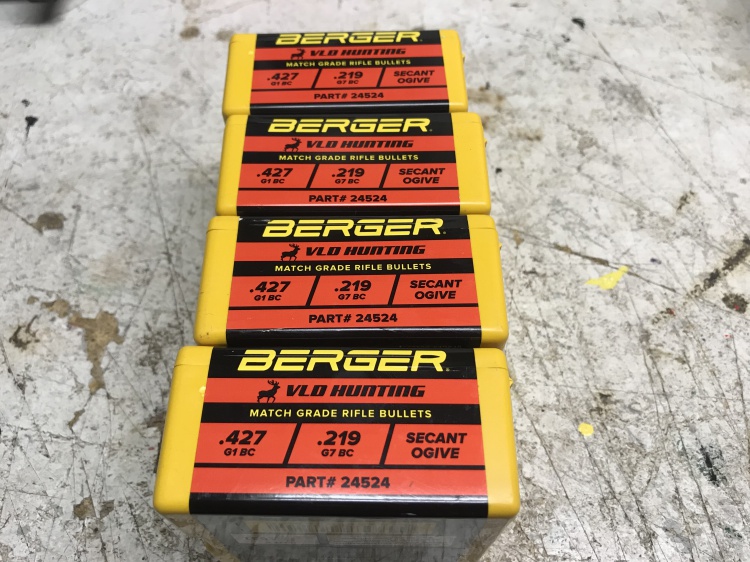 BERGER
VLD HUNTING
MATCH GRADE RIFLE BULLETS
.427 .219 SECANT
G1 BC G7 BC OGIVE
PART# 24524
BERGER.
VLD HUNTING
MATCH GRADE RIFLE BULLETS
.427 .219 SECANT
G1 BC G7 BC OGIVE
PART# 24524
BERGER.
VLD HUNTING
MATCH GRADE RIFLE BULLETS
.427 .219 SECANT
G1 BC G7 BC OGIVE
PART# 24524
BERGER.
VLD HUNTING
MATCH GRADE RIFLE BULLETS
.427 .219 SECANT
G1 BC G7 BC OGIVE
PART# 24524